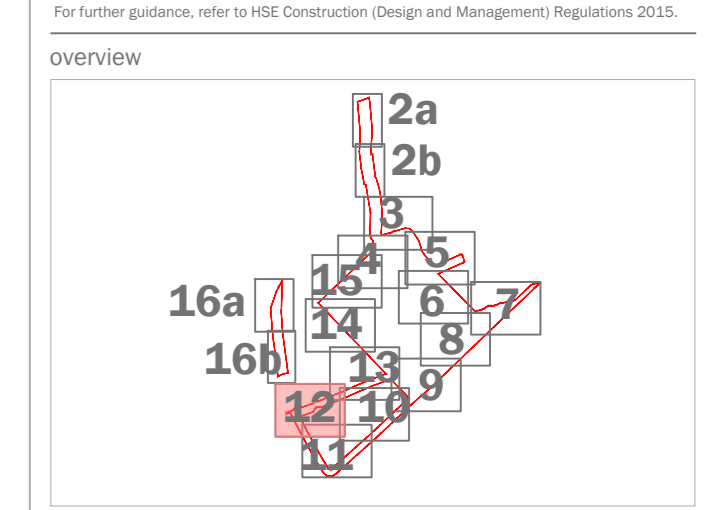 For further guidance, refer to HSE Construction (Design and Management) Regulations 2015.
overview
2a
2b
3
5
4
15
16a
6
7
14
8
16b
13
9
12
10
11